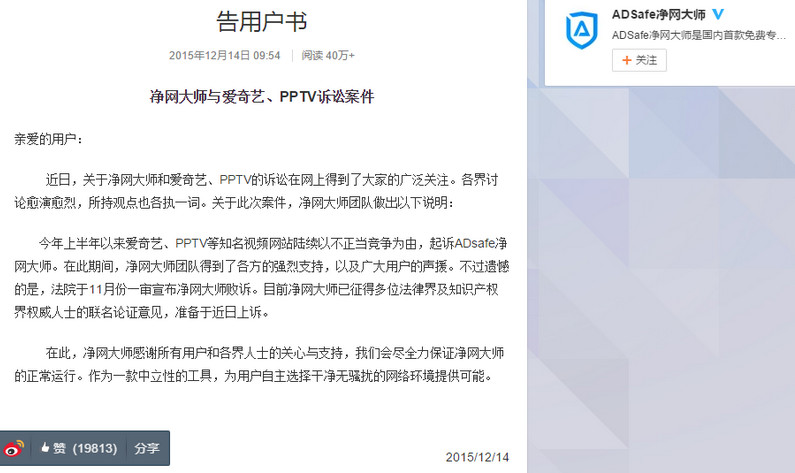 告用户书
2015年12月14日 09:54 阅读 40万+
净网大师与爱奇艺、PPTV诉讼案件
亲爱的用户：
近日，关于净网大师和爱奇艺、PPTV的诉讼在网上得到了大家的广泛关注。各界讨
论愈演愈烈，所持观点也各执一词。关于此次案件，净网大师团队做出以下说明：
今年上半年以来爱奇艺、PPTV等知名视频网站陆续以不正当竞争为由，起诉ADsafe净
网大师。在此期间，净网大师团队得到了各方的强烈支持，以及广大用户的声援。不过遗憾
的是，法院于11月份一审宣布净网大师败诉。目前净网大师已征得多位法律界及知识产权
界权威人士的联名论证意见，准备于近日上诉。
在此，净网大师感谢所有用户和各界人士的关心与支持，我们会尽全力保证净网大师
的正常运行。作为一款中立性的工具，为用户自主选择干净无骚扰的网络环境提供可能。
2015/12/14
赞 (19813) 分享
ADSafe净网大师
ADSafe净网大师是国内首款免费专...
+ 关注